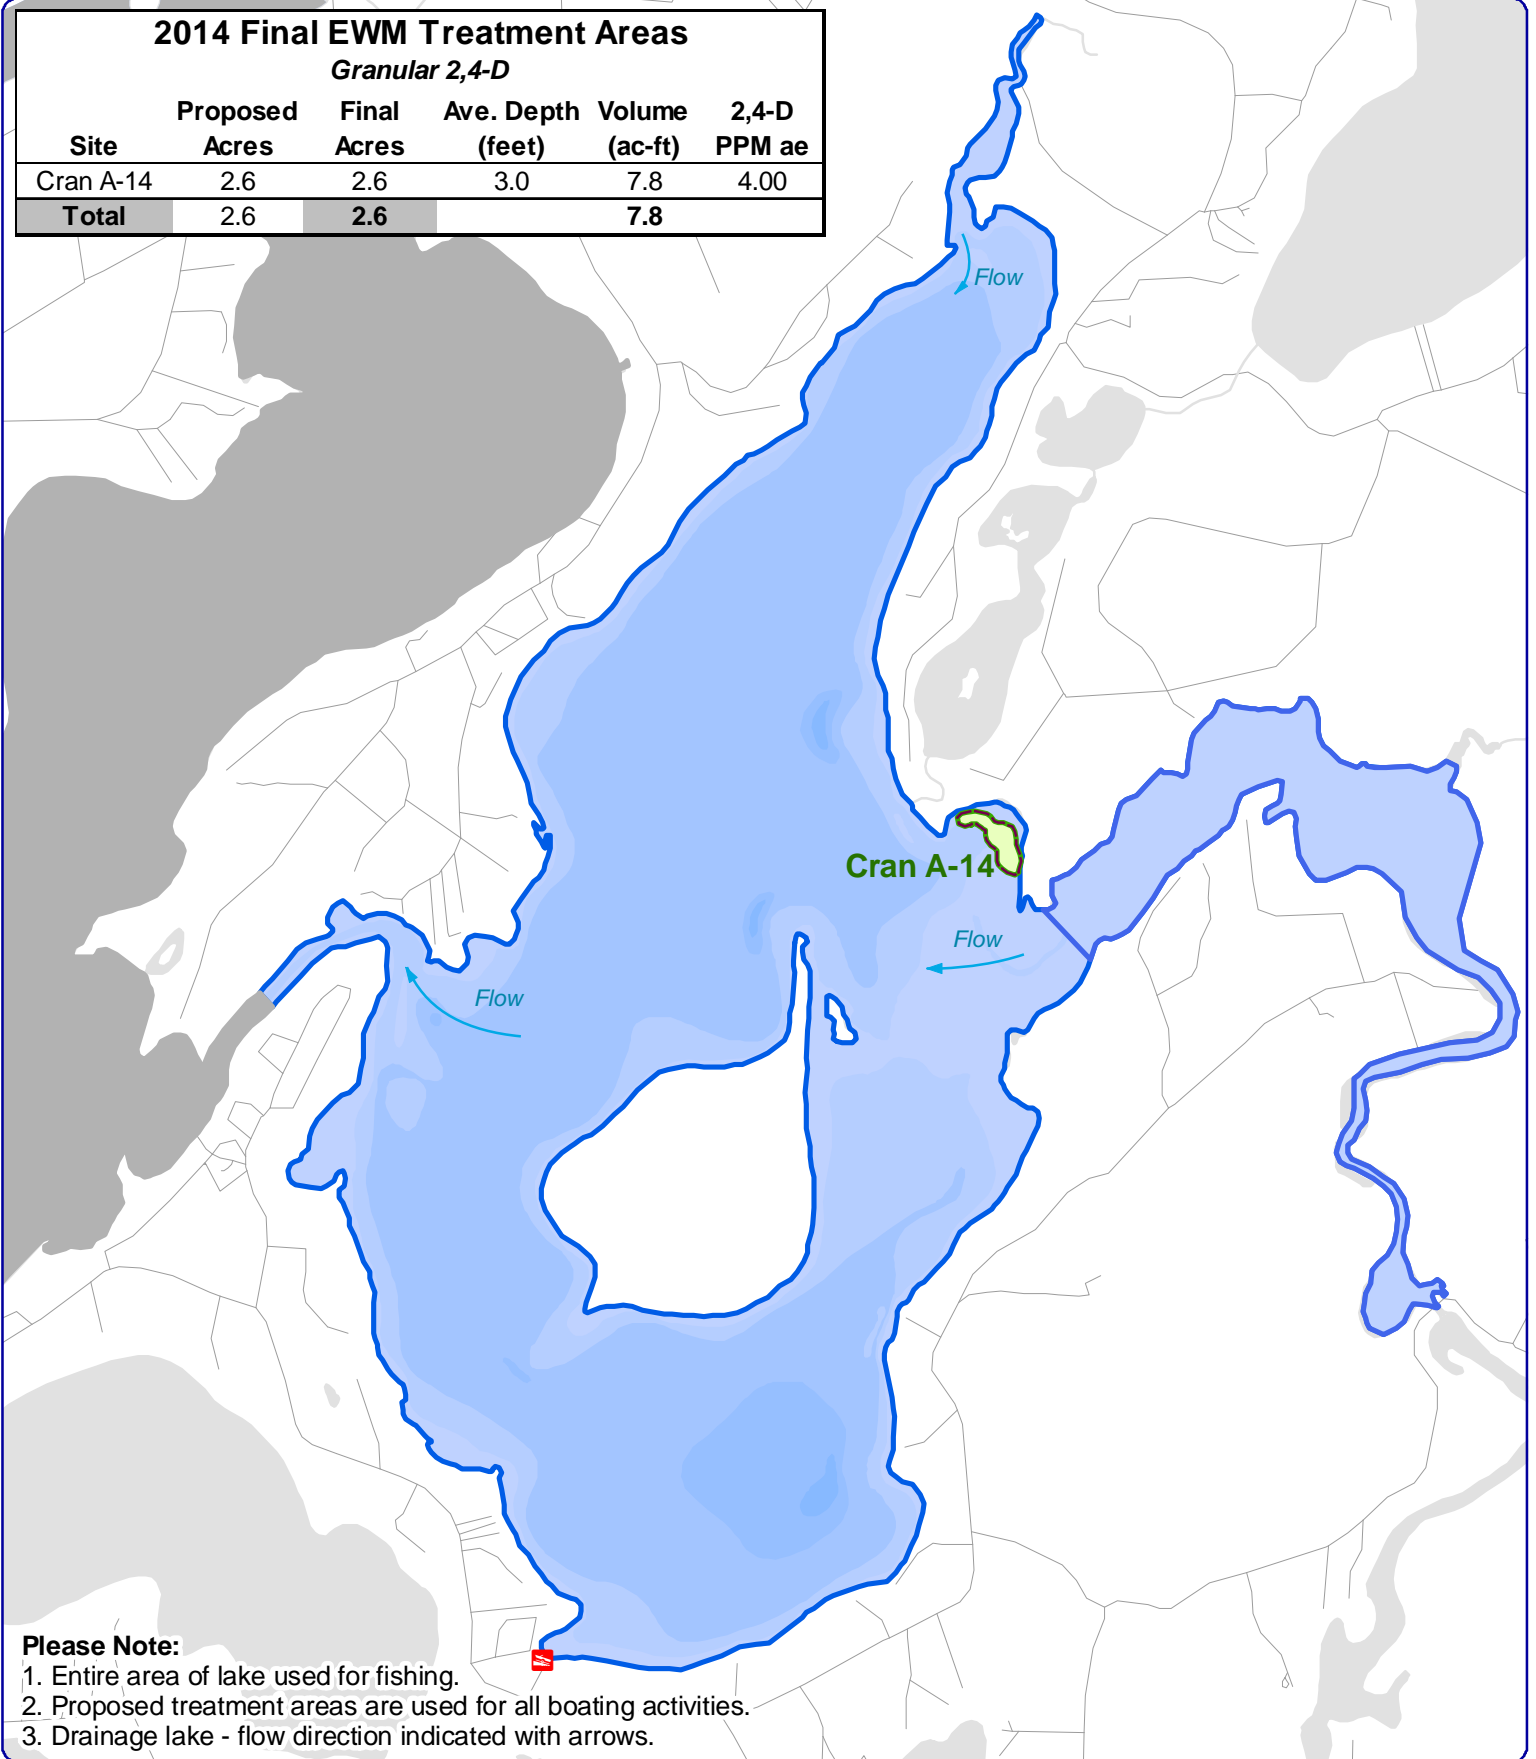 2014 Final EWM Treatment Areas
Granular 2,4-D
Proposed Final Ave. Depth Volume 2,4-D
Site Acres Acres (feet) (ac-ft) PPM ae
Cran A-14 2.6 2.6 3.0 7.8 4.00
Total 2.6 2.6 7.8
Flow
Cran A-14
Flow
Flow
Please Note:
1. Entire area of lake used for fishing.
2. Proposed treatment areas are used for all boating activities.
3. Drainage lake - flow direction indicated with arrows.